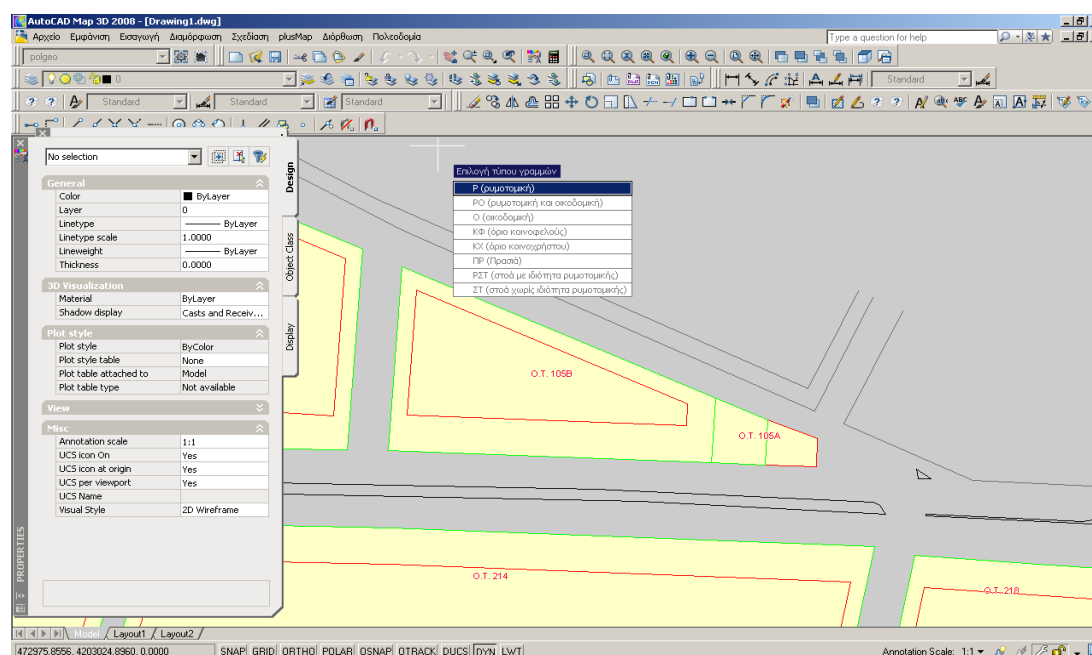 AutoCAD Map 3D 2008 - [Drawing1.dwg]
Αρχείο Εμφάνιση Εισαγωγή Διαμόρφωση Σχεδίαση plusMap Διόρθωση Πολεοδομία
Type a question for help
polgeo
0
Standard
Standard Standard Standard
No selection
General
Color ByLayer
Layer 0
Linetype ByLayer
Linetype scale 1.0000
Lineweight ByLayer
Thickness 0.0000
3D Visualization
Material ByLayer
Shadow display Casts and Receiv...
Plot style
Plot style ByColor
Plot style table None
Plot table attached to Model
Plot table type Not available
View
Misc
Annotation scale 1:1
UCS icon On Yes
UCS icon at origin Yes
UCS per viewport Yes
UCS Name
Visual Style 2D Wireframe
PROPERTIES
Design
Object Class
Display
Επιλογή τύπου γραμμών
Ρ (ρυμοτομική)
ΡΟ (ρυμοτομική και οικοδομική)
Ο (οικοδομική)
ΚΦ (όριο κοινοφελούς)
ΚΧ (όριο κοινοχρήστου)
ΠΡ (Πρασιά)
ΡΣΤ (στοά με ιδιότητα ρυμοτομικής)
ΣΤ (στοά χωρίς ιδιότητα ρυμοτομικής)
Ο.Τ. 105Β
Ο.Τ. 105Α
Ο.Τ. 214
Ο.Τ. 218
Model Layout1 Layout2
472975.8556, 4203024.8960, 0.0000 SNAP GRID ORTHO POLAR OSNAP OTRACK DUCS DYN LWT Annotation Scale: 1:1